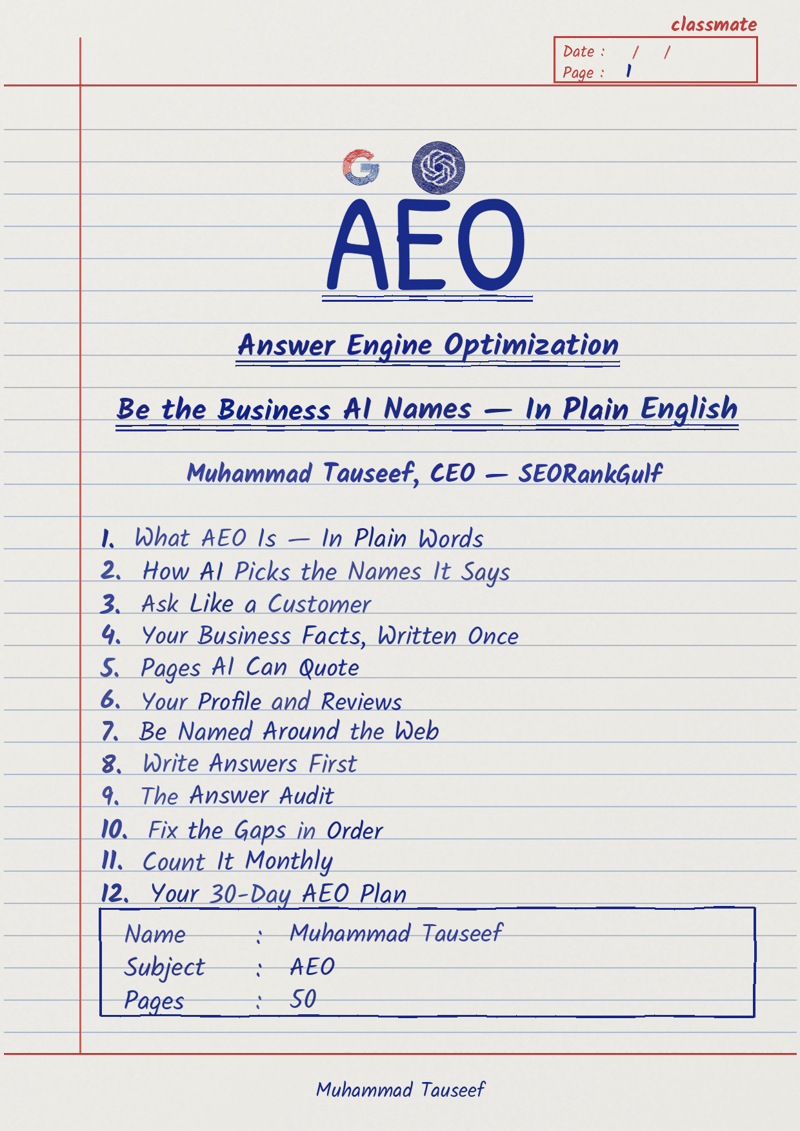 classmate
Date : / /
Page : 1
G
AEO
Answer Engine Optimization
Be the Business AI Names — In Plain English
Muhammad Tauseef, CEO — SEORankGulf
1. What AEO Is — In Plain Words
2. How AI Picks the Names It Says
3. Ask Like a Customer
4. Your Business Facts, Written Once
5. Pages AI Can Quote
6. Your Profile and Reviews
7. Be Named Around the Web
8. Write Answers First
9. The Answer Audit
10. Fix the Gaps in Order
11. Count It Monthly
12. Your 30-Day AEO Plan
Name : Muhammad Tauseef
Subject : AEO
Pages : 50
Muhammad Tauseef